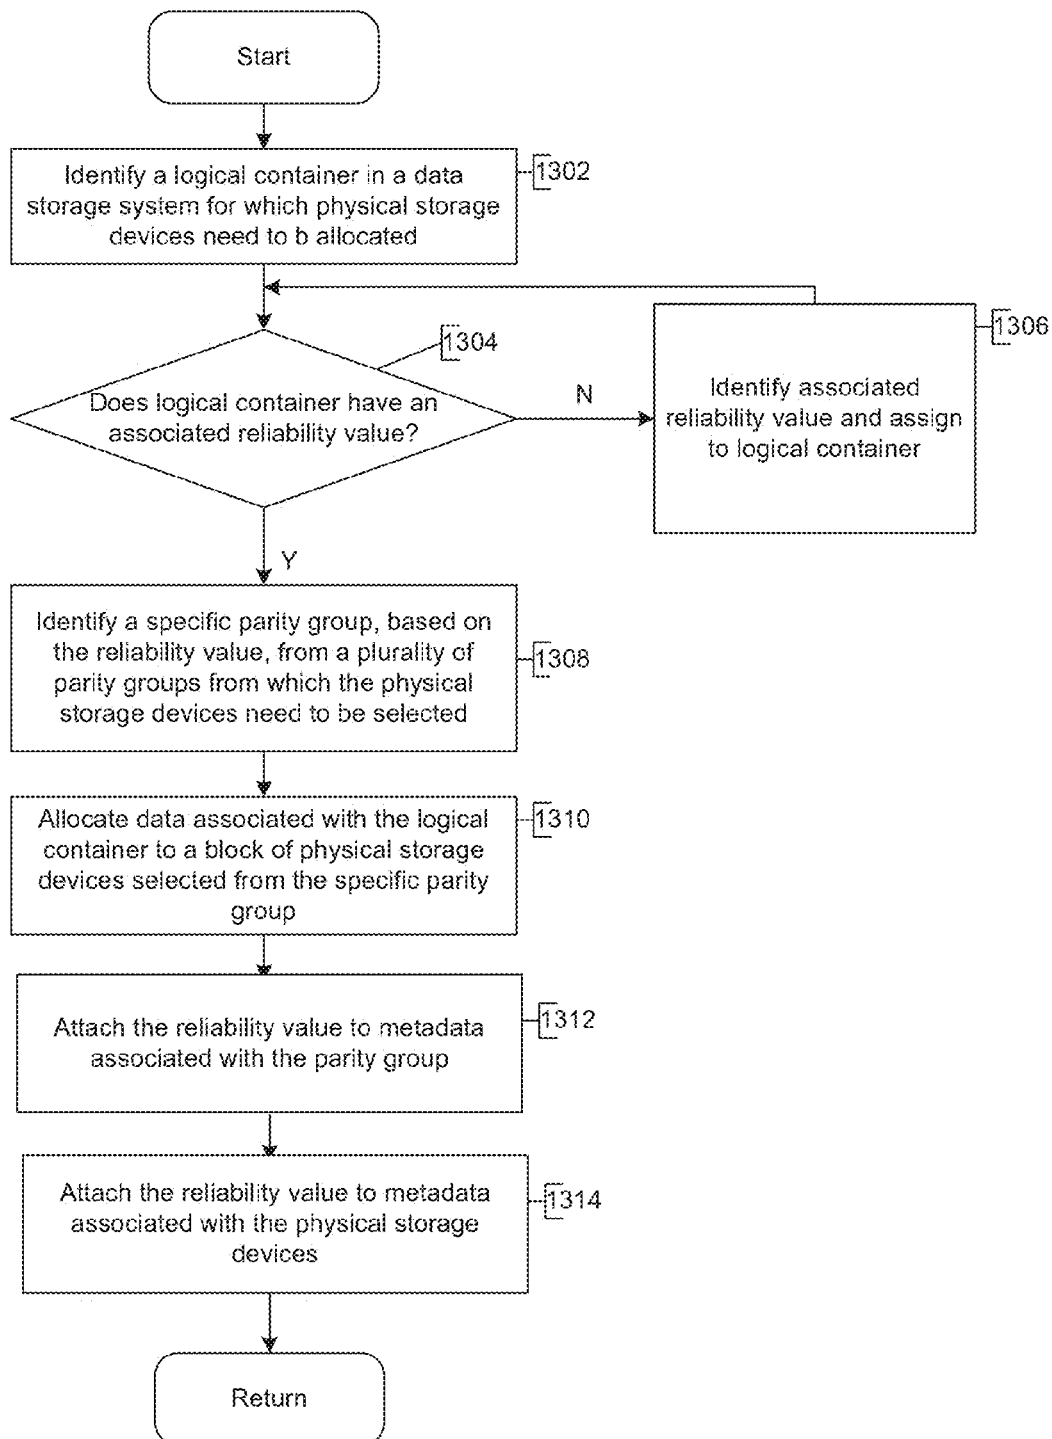 Start
Identify a logical container in a data
storage system for which physical storage
devices need to b allocated
1302
1304
Does logical container have an
associated reliability value?
N
1306
Identify associated
reliability value and assign
to logical container
Y
Identify a specific parity group, based on
the reliability value, from a plurality of
parity groups from which the physical
storage devices need to be selected
1308
Allocate data associated with the logical
container to a block of physical storage
devices selected from the specific parity
group
1310
Attach the reliability value to metadata
associated with the parity group
1312
Attach the reliability value to metadata
associated with the physical storage
devices
1314
Return